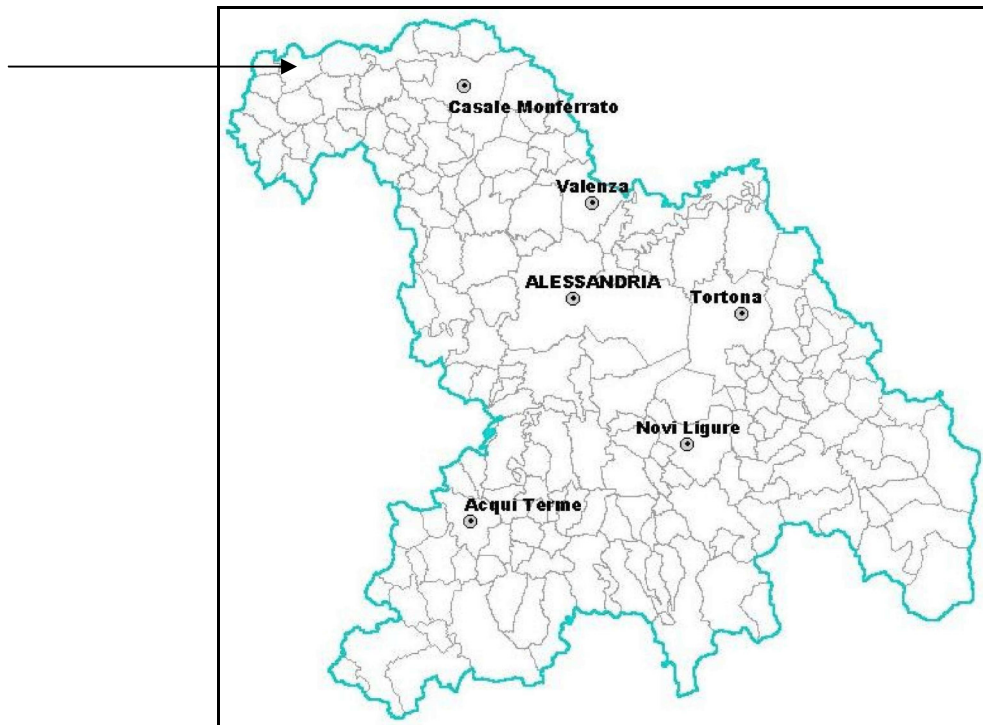 Casale Monferrato
Valenza
ALESSANDRIA
Tortona
Novi Ligure
Acqui Terme